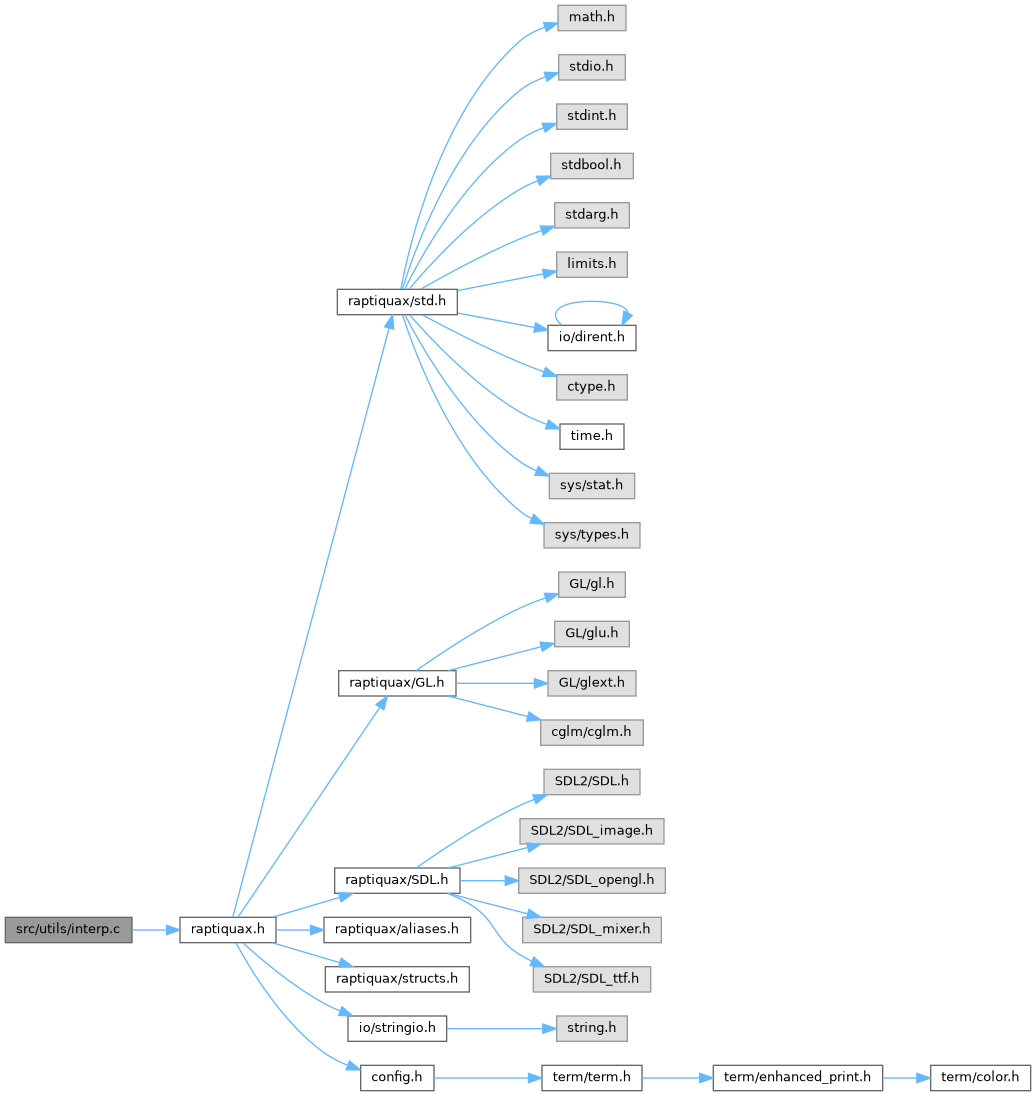 math.h
stdio.h
stdint.h
stdbool.h
stdarg.h
limits.h
raptiquax/std.h
io/dirent.h
ctype.h
time.h
sys/stat.h
sys/types.h
GL/gl.h
GL/glu.h
raptiquax/GL.h
GL/glext.h
cglm/cglm.h
SDL2/SDL.h
SDL2/SDL_image.h
raptiquax/SDL.h
SDL2/SDL_opengl.h
src/utils/interp.c
raptiquax.h
raptiquax/aliases.h
SDL2/SDL_mixer.h
raptiquax/structs.h
SDL2/SDL_ttf.h
io/stringio.h
string.h
config.h
term/term.h
term/enhanced_print.h
term/color.h